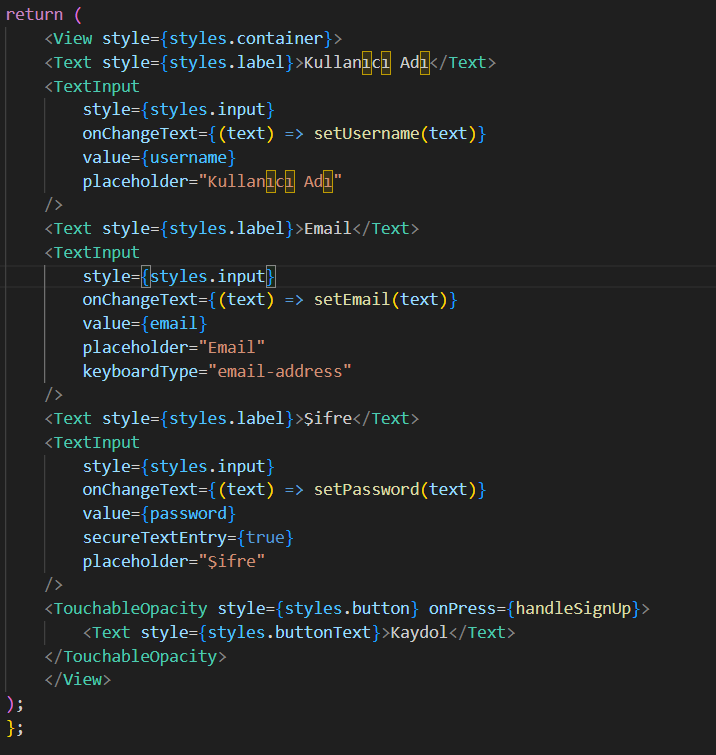 return (
<View style={styles.container}>
<Text style={styles.label}>Kullanıcı Adı</Text>
<TextInput
style={styles.input}
onChangeText={(text) => setUsername(text)}
value={username}
placeholder="Kullanıcı Adı"
/>
<Text style={styles.label}>Email</Text>
<TextInput
style={styles.input}
onChangeText={(text) => setEmail(text)}
value={email}
placeholder="Email"
keyboardType="email-address"
/>
<Text style={styles.label}>Şifre</Text>
<TextInput
style={styles.input}
onChangeText={(text) => setPassword(text)}
value={password}
secureTextEntry={true}
placeholder="Şifre"
/>
<TouchableOpacity style={styles.button} onPress={handleSignUp}>
<Text style={styles.buttonText}>Kaydol</Text>
</TouchableOpacity>
</View>
);
};